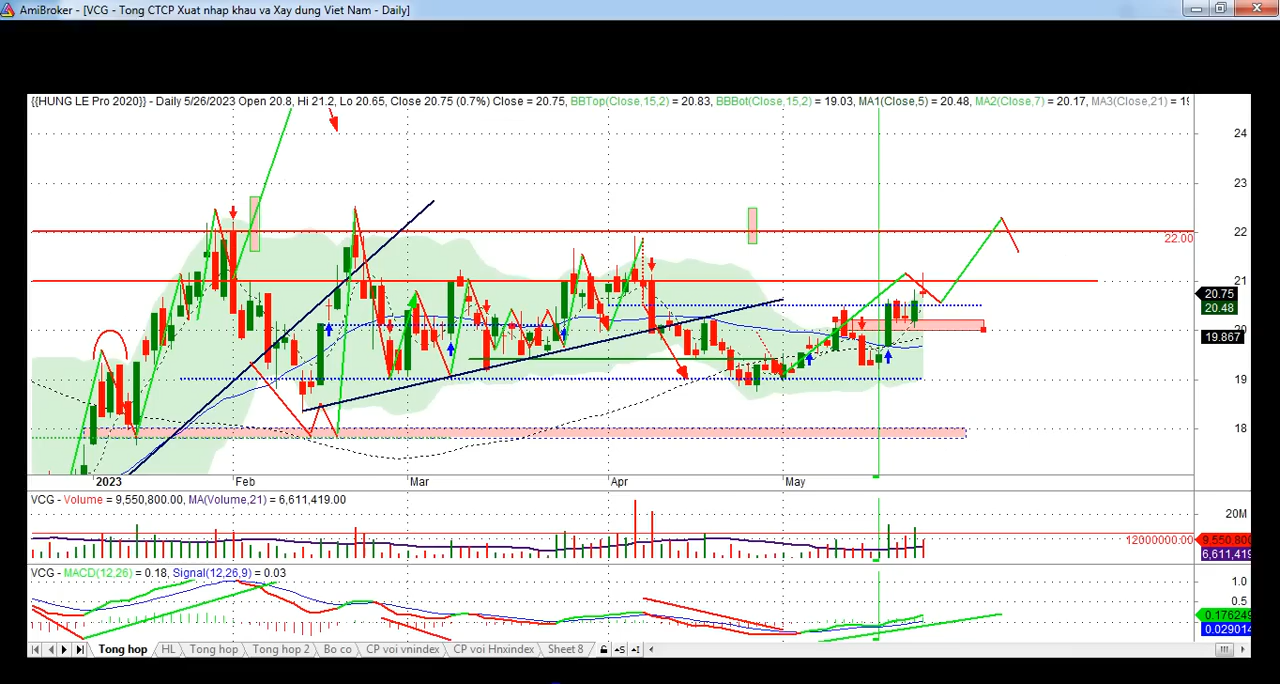 AmiBroker - [VCG - Tong CTCP Xuat nhap khau va Xay dung Viet Nam - Daily]
{{HUNG LE Pro 2020}} - Daily 5/26/2023 Open 20.8, Hi 21.2, Lo 20.65, Close 20.75 (0.7%) Close = 20.75, BBTop(Close,15,2) = 20.83, BBBot(Close,15,2) = 19.03, MA1(Close,5) = 20.48, MA2(Close,7) = 20.17, MA3(Close,21) = 19
24
23
22
22.00
21
20.75
20.48
20
19.867
19
18
2023 Feb Mar Apr May
VCG - Volume = 9,550,800.00, MA(Volume,21) = 6,611,419.00
20M
12000000.00
9,550,800
6,611,419
VCG - MACD(12,26) = 0.18, Signal(12,26,9) = 0.03
1.0
0.5
0.176249
0.029014
Tong hop HL Tong hop Tong hop 2 Bo co CP voi vnindex CP voi Hnxindex Sheet 8